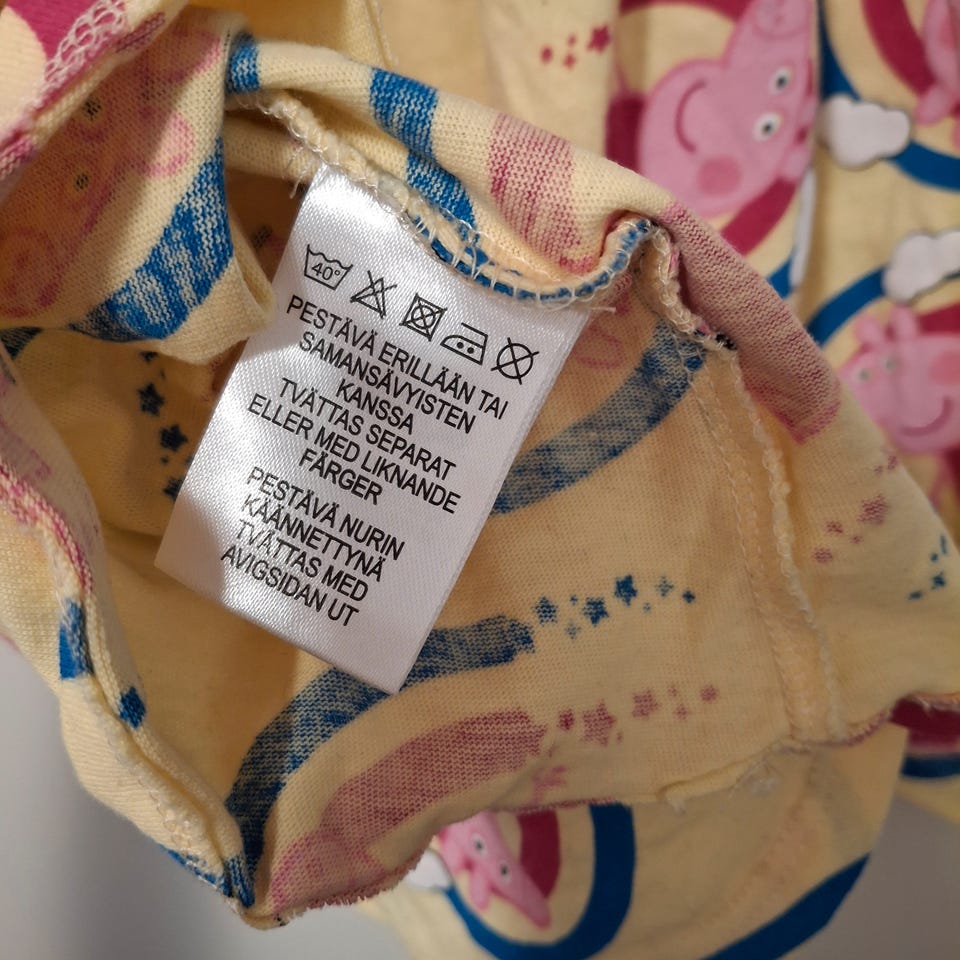 40°
PESTÄVÄ ERILLÄÄN TAI
SAMANSÄVYISTEN
KANSSA
TVÄTTAS SEPARAT
ELLER MED LIKNANDE
FÄRGER
PESTÄVÄ NURIN
KÄÄNNETTYNÄ
TVÄTTAS MED
AVIGSIDAN UT